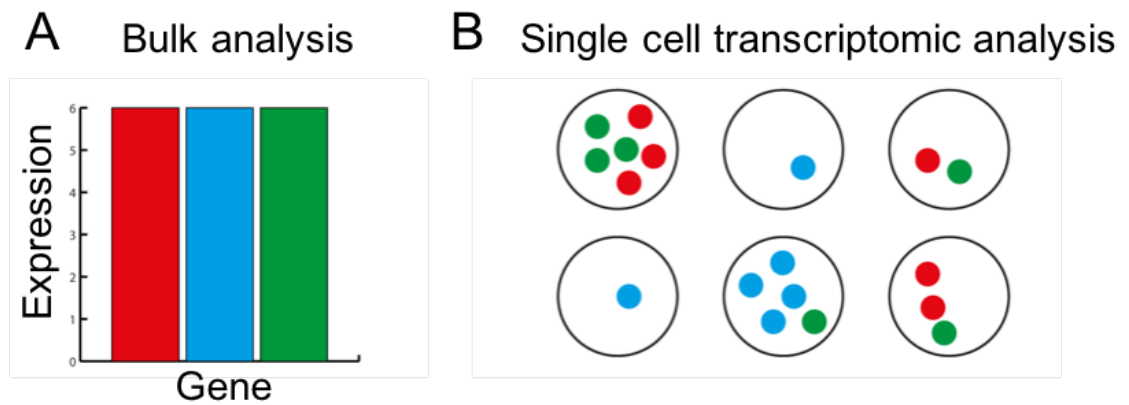 A
Bulk analysis
B
Single cell transcriptomic analysis
Expression
6
5
4
3
2
1
0
Gene